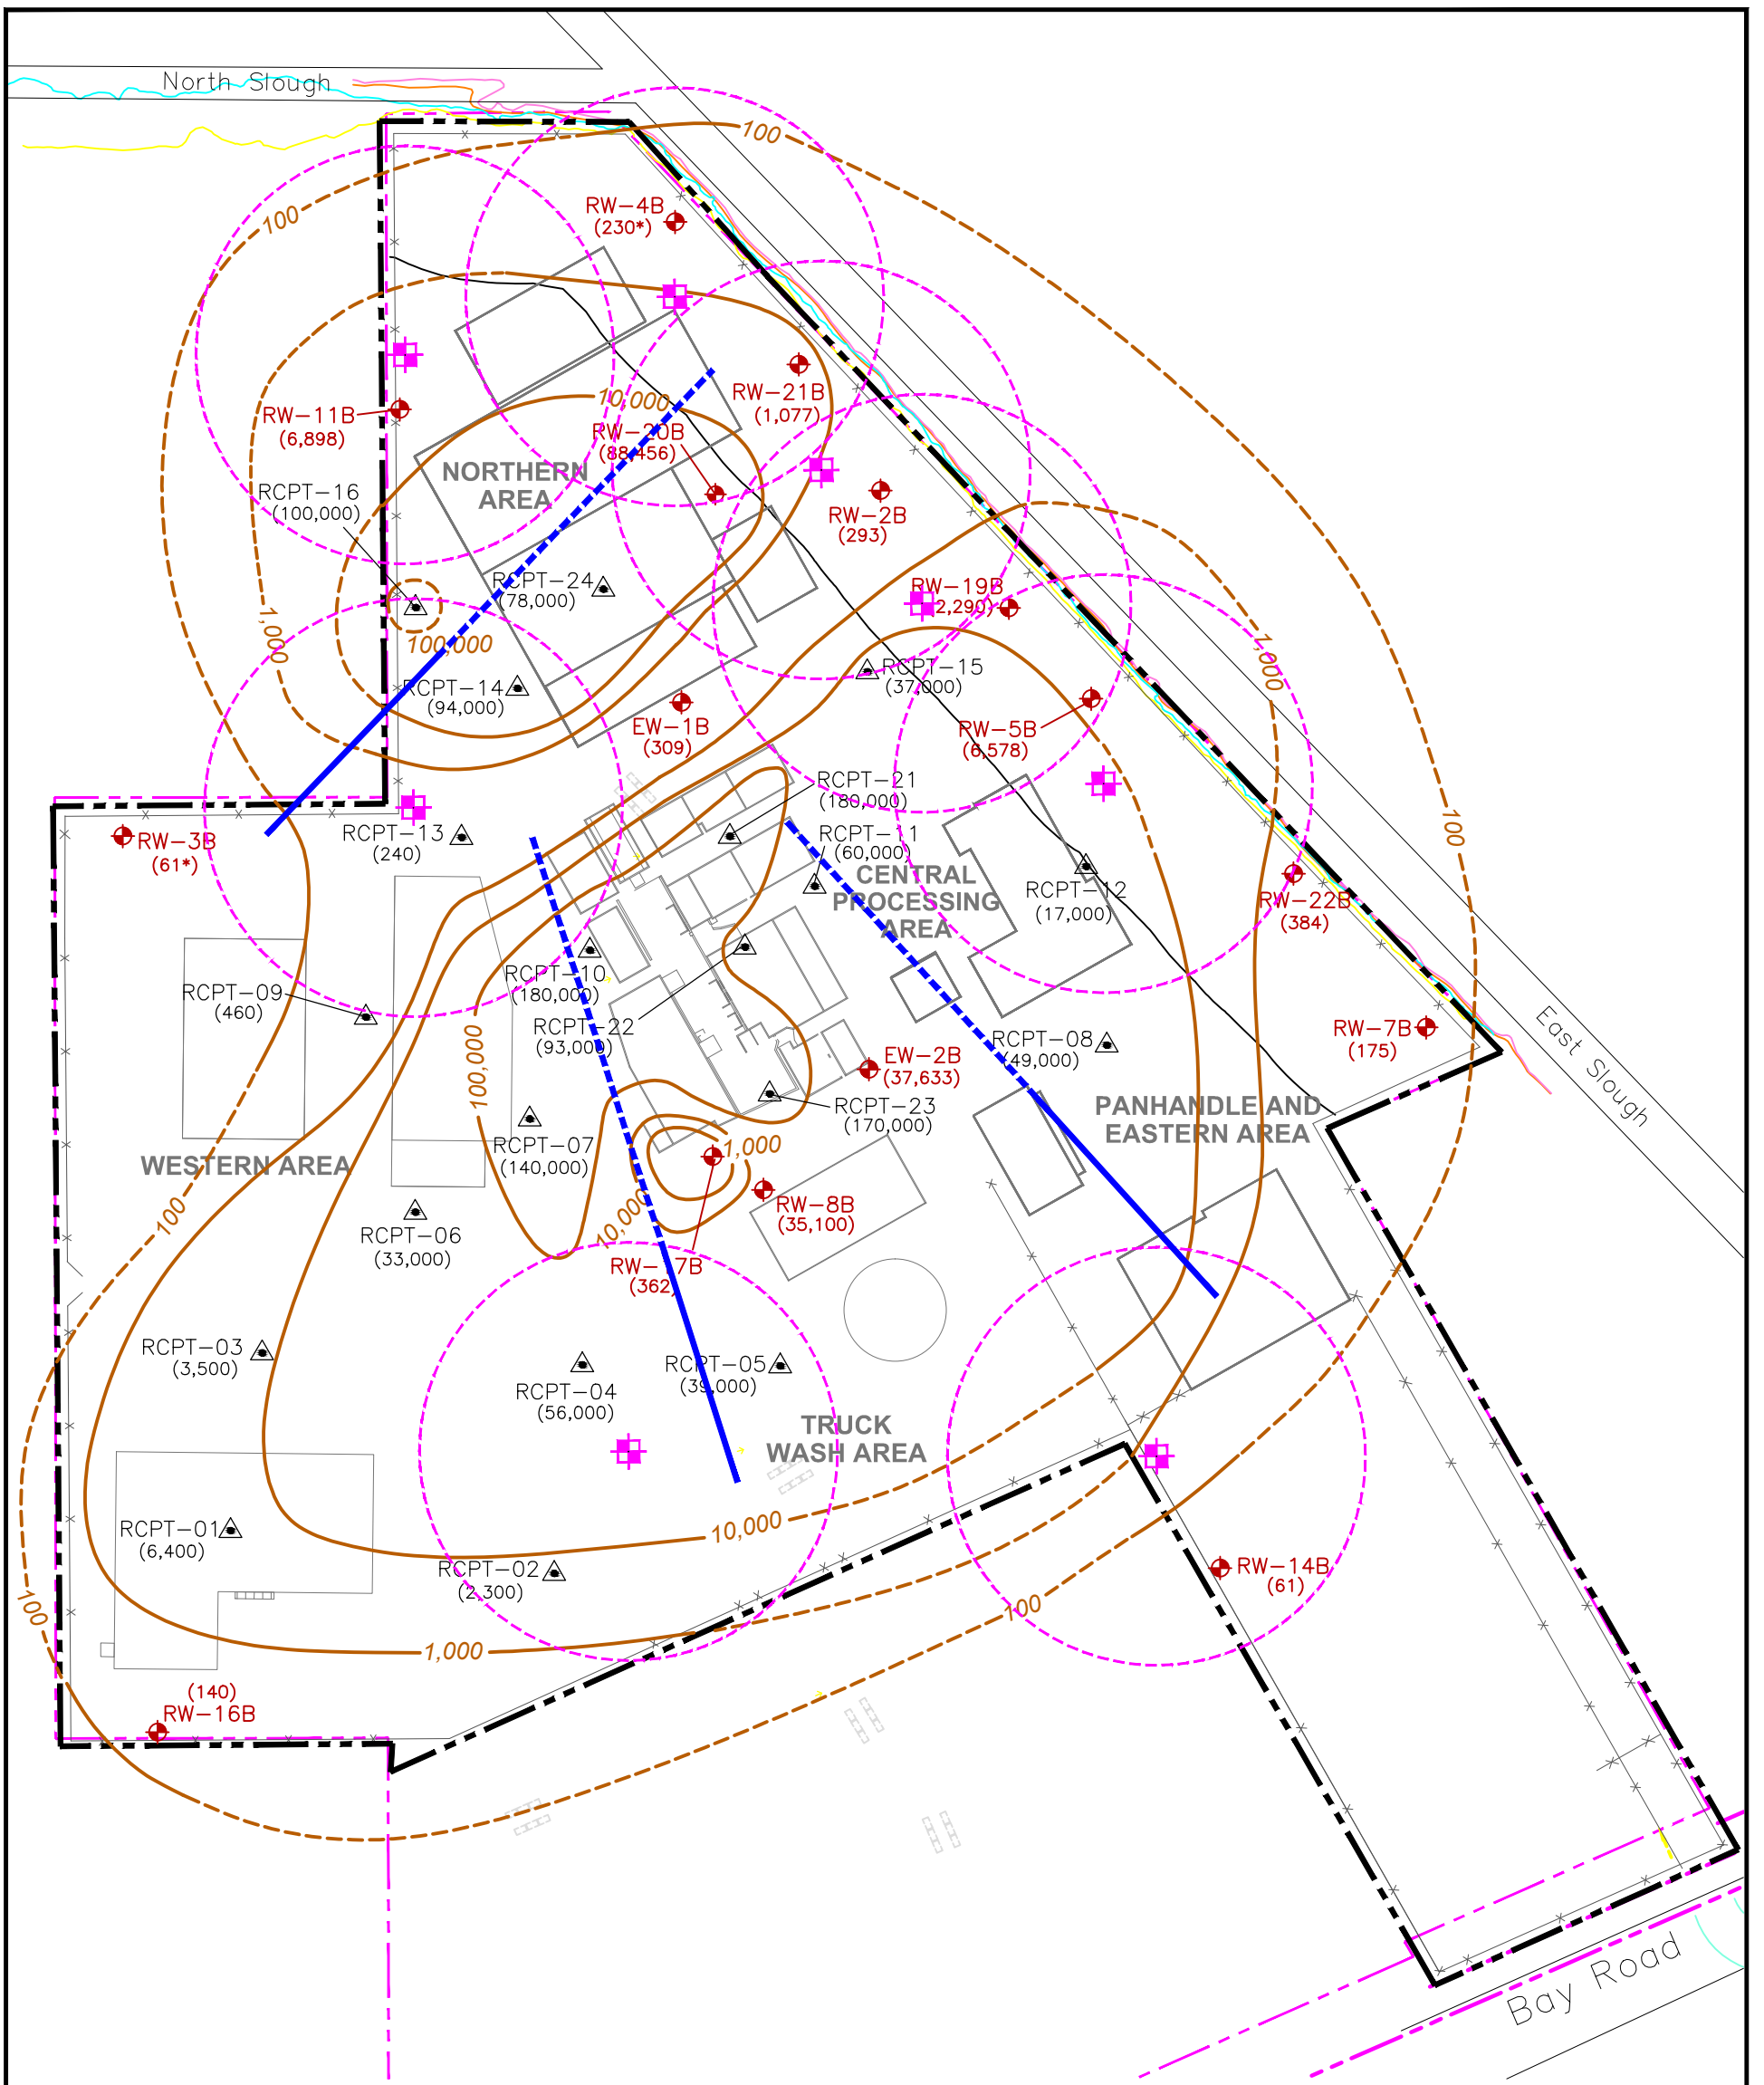 North Slough
100
100
RW-4B
(230*)
RW-21B
(1,077)
10,000
RW-11B
(6,898)
RW-20B
(88,456)
NORTHERN
AREA
RCPT-16
(100,000)
RW-2B
(293)
RCPT-24
(78,000)
RW-19B
(2,290)
1,000
100,000
1,000
RCPT-14
(94,000)
RCPT-15
(37,000)
EW-1B
(309)
RW-5B
(6,578)
RCPT-21
(180,000)
RW-3B
(61*)
RCPT-13
(240)
RCPT-11
(60,000)
100
CENTRAL
PROCESSING
AREA
RCPT-12
(17,000)
RW-22B
(384)
RCPT-09
(460)
RCPT-10
(180,000)
RCPT-22
(93,000)
100,000
RCPT-08
(49,000)
RW-7B
(175)
East Slough
EW-2B
(37,633)
RCPT-23
(170,000)
PANHANDLE AND
EASTERN AREA
RCPT-07
(140,000)
1,000
WESTERN AREA
100
RCPT-06
(33,000)
10,000
RW-8B
(35,100)
RW-17B
(362)
RCPT-03
(3,500)
RCPT-04
(56,000)
RCPT-05
(39,000)
TRUCK
WASH AREA
RCPT-01
(6,400)
10,000
RCPT-02
(2,300)
RW-14B
(61)
100
100
1,000
(140)
RW-16B
Bay Road